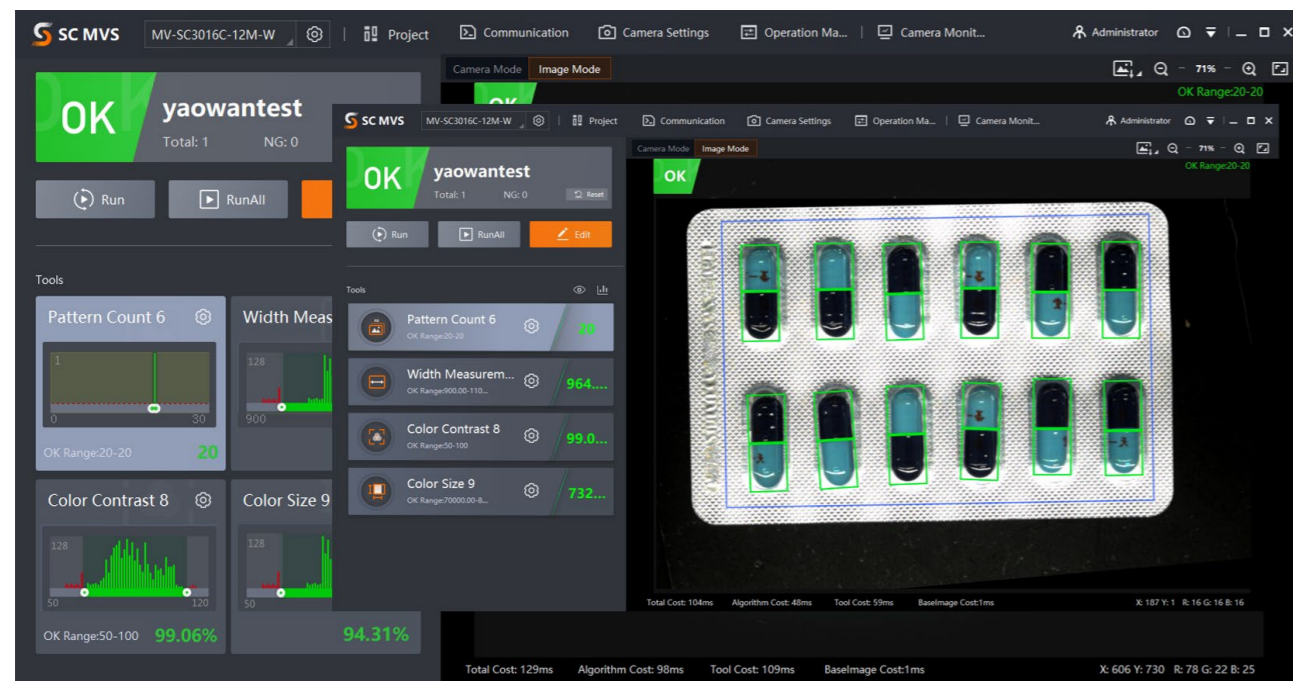 SC MVS
MV-SC3016C-12M-W
Project
Communication
Camera Settings
Operation Ma...
Camera Monit...
Administrator
Camera Mode
Image Mode
71%
OK Range:20-20
OK
yaowantest
Total: 1
NG: 0
Run
RunAll
Tools
Pattern Count 6
1
0
30
OK Range:20-20
20
Width Meas
128
900
Color Contrast 8
128
50
120
OK Range:50-100
99.06%
Color Size 9
128
50
94.31%
OK
Total Cost: 129ms
Algorithm Cost: 98ms
Tool Cost: 109ms
BaseImage Cost:1ms
X: 606 Y: 730
R: 78 G: 22 B: 25
SC MVS
MV-SC3016C-12M-W
Project
Communication
Camera Settings
Operation Ma...
Camera Monit...
Administrator
Camera Mode
Image Mode
71%
OK Range:20-20
OK
yaowantest
Total: 1
NG: 0
Reset
Run
RunAll
Edit
Tools
Pattern Count 6
OK Range:20-20
20
Width Measurem...
OK Range:900.00-110...
964....
Color Contrast 8
OK Range:50-100
99.0...
Color Size 9
OK Range:70000.00-8...
732...
OK
Total Cost: 104ms
Algorithm Cost: 48ms
Tool Cost: 59ms
BaseImage Cost:1ms
X: 187 Y: 1
R: 16 G: 16 B: 16